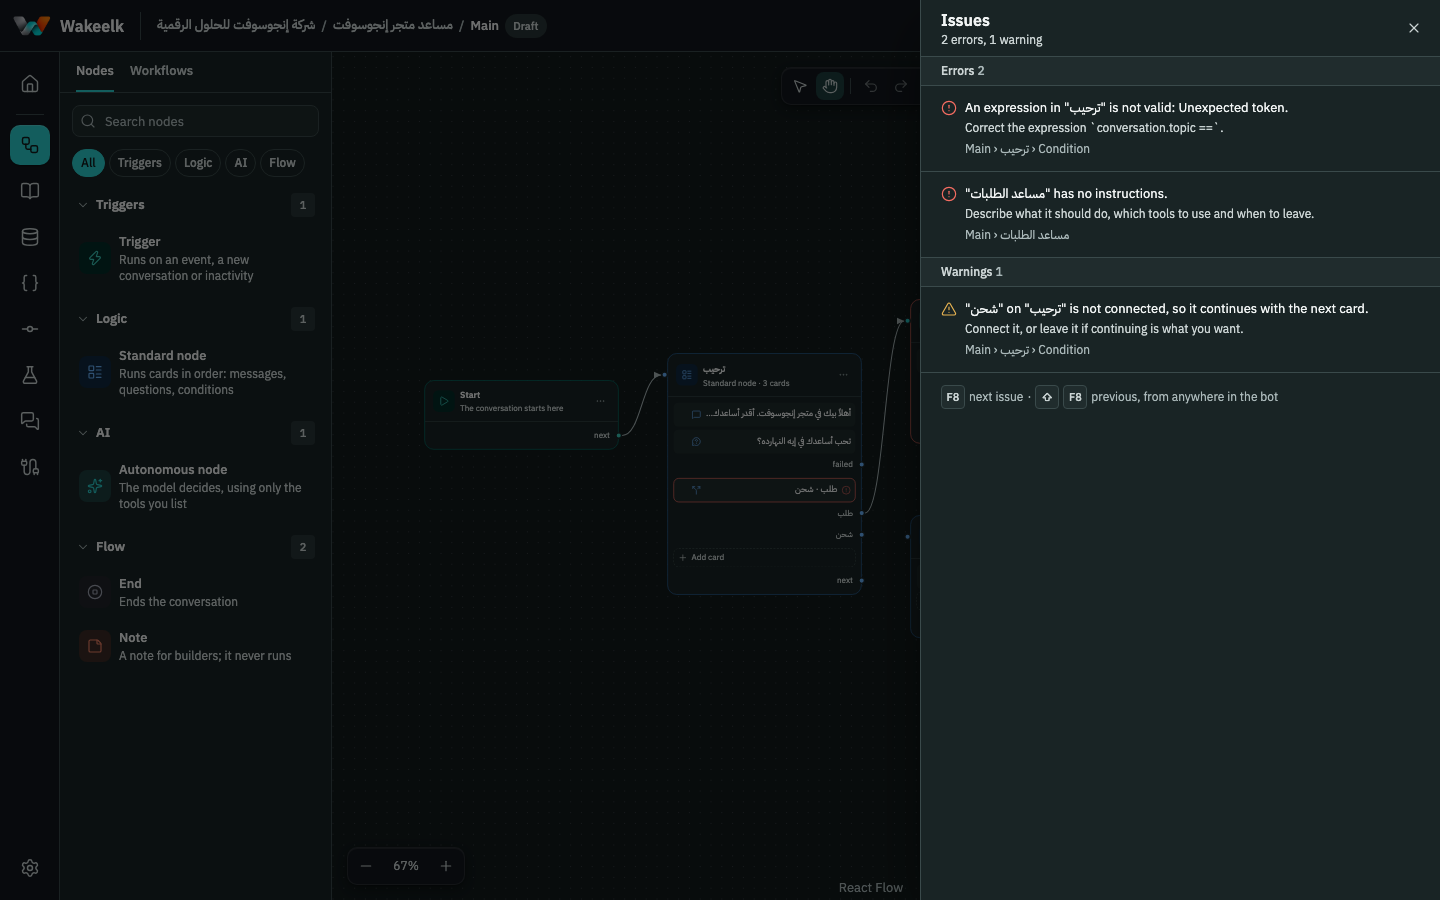 Wakeelk
شركة إنجوسوفت للحلول الرقمية / مساعد متجر إنجوسوفت / Main Draft
Nodes Workflows
Search nodes
All Triggers Logic AI Flow
Triggers 1
Trigger
Runs on an event, a new
conversation or inactivity
Logic 1
Standard node
Runs cards in order: messages,
questions, conditions
AI 1
Autonomous node
The model decides, using only the
tools you list
Flow 2
End
Ends the conversation
Note
A note for builders; it never runs
Start
The conversation starts here
next
ترحيب
Standard node · 3 cards
أهلاً بيك في متجر إنجوسوفت. أقدر أساعدك...
تحب أساعدك في إيه النهارده؟
failed
طلب · شحن
طلب
شحن
Add card
next
67%
React Flow
Issues
2 errors, 1 warning
Errors 2
An expression in "ترحيب" is not valid: Unexpected token.
Correct the expression `conversation.topic ==`.
Main › ترحيب › Condition
"مساعد الطلبات" has no instructions.
Describe what it should do, which tools to use and when to leave.
Main › مساعد الطلبات
Warnings 1
"شحن" on "ترحيب" is not connected, so it continues with the next card.
Connect it, or leave it if continuing is what you want.
Main › ترحيب › Condition
F8 next issue · F8 previous, from anywhere in the bot